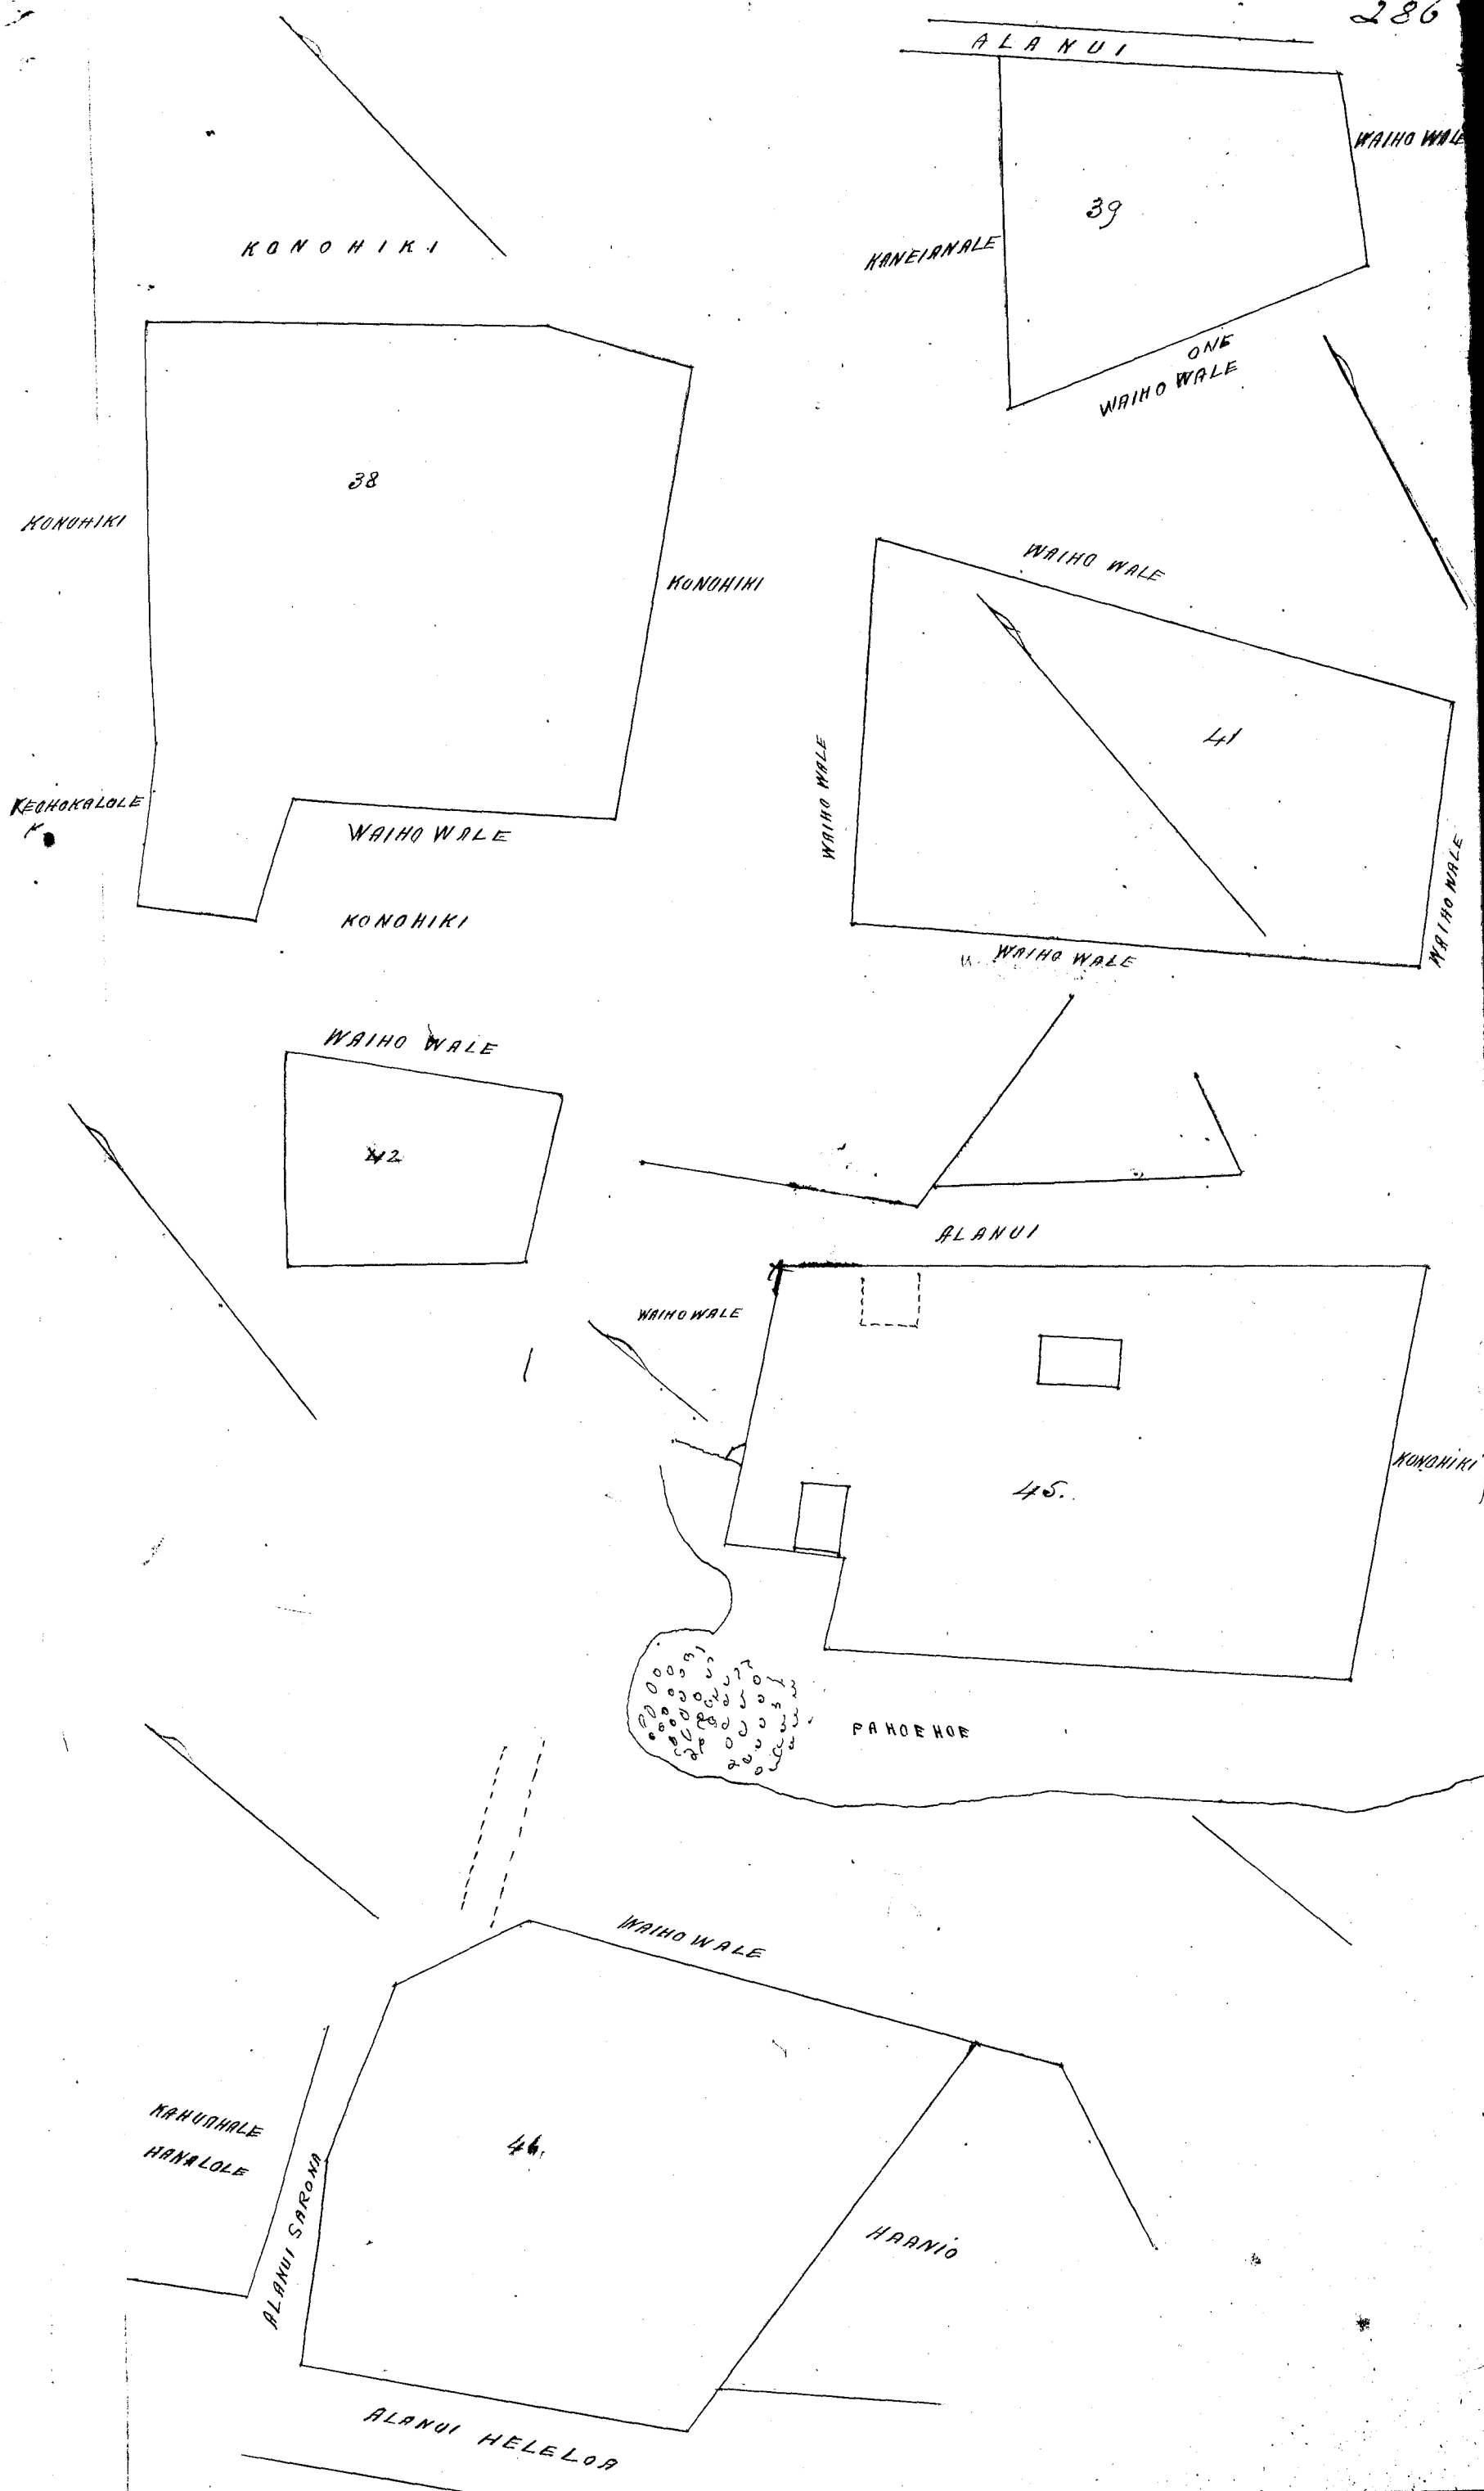 286
ALANUI
WAIHO WALE
39
KANEIANALE
ONE
WAIHO WALE
KONOHIKI
38
KONOHIKI
KONOHIKI
KEOHOKALOLE
WAIHO WALE
KONOHIKI
WAIHO WALE
41
WAIHO WALE
WAIHO WALE
WAIHO WALE
WAIHO WALE
42
ALANUI
WAIHO WALE
45.
KONOHIKI
PAHOEHOE
WAIHO WALE
KAHUAHALE
HANALOLE
ALANUI SARONA
46.
HAANIO
ALANUI HELELOA